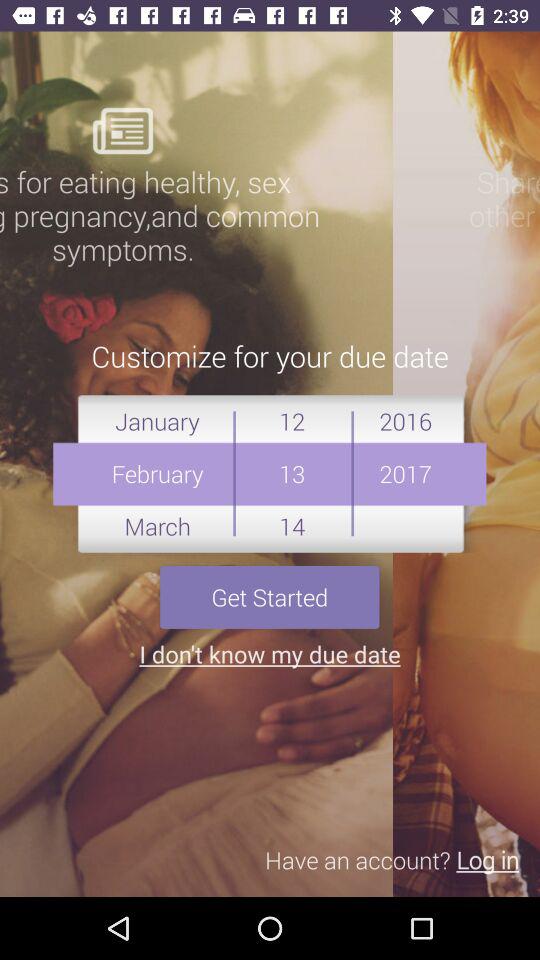 2:39
s for eating healthy, sex
g pregnancy,and common
symptoms.
Share
other
Customize for your due date
January 12 2016
February 13 2017
March 14
Get Started
I don't know my due date
Have an account? Log in